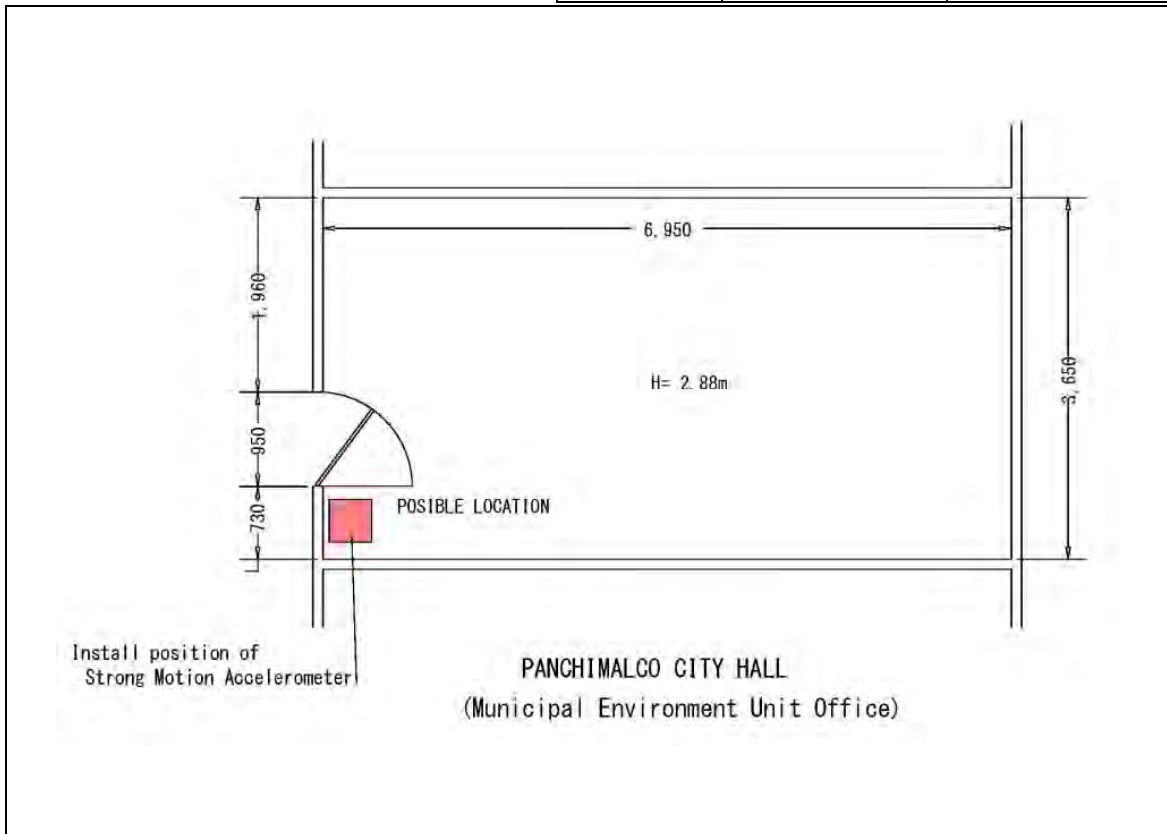 6,950
1,960
H= 2.88m
3,650
950
730
POSIBLE LOCATION
Install position of
Strong Motion Accelerometer
PANCHIMALCO CITY HALL
(Municipal Environment Unit Office)